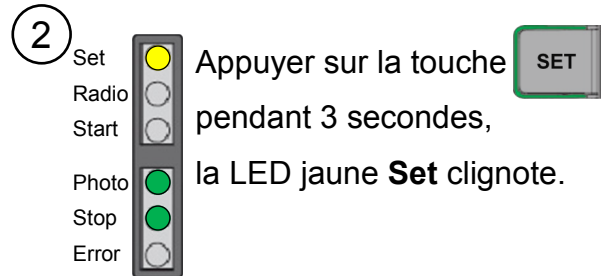 2
Set
Radio
Start
Photo
Stop
Error
Appuyer sur la touche SET
pendant 3 secondes,
la LED jaune Set clignote.